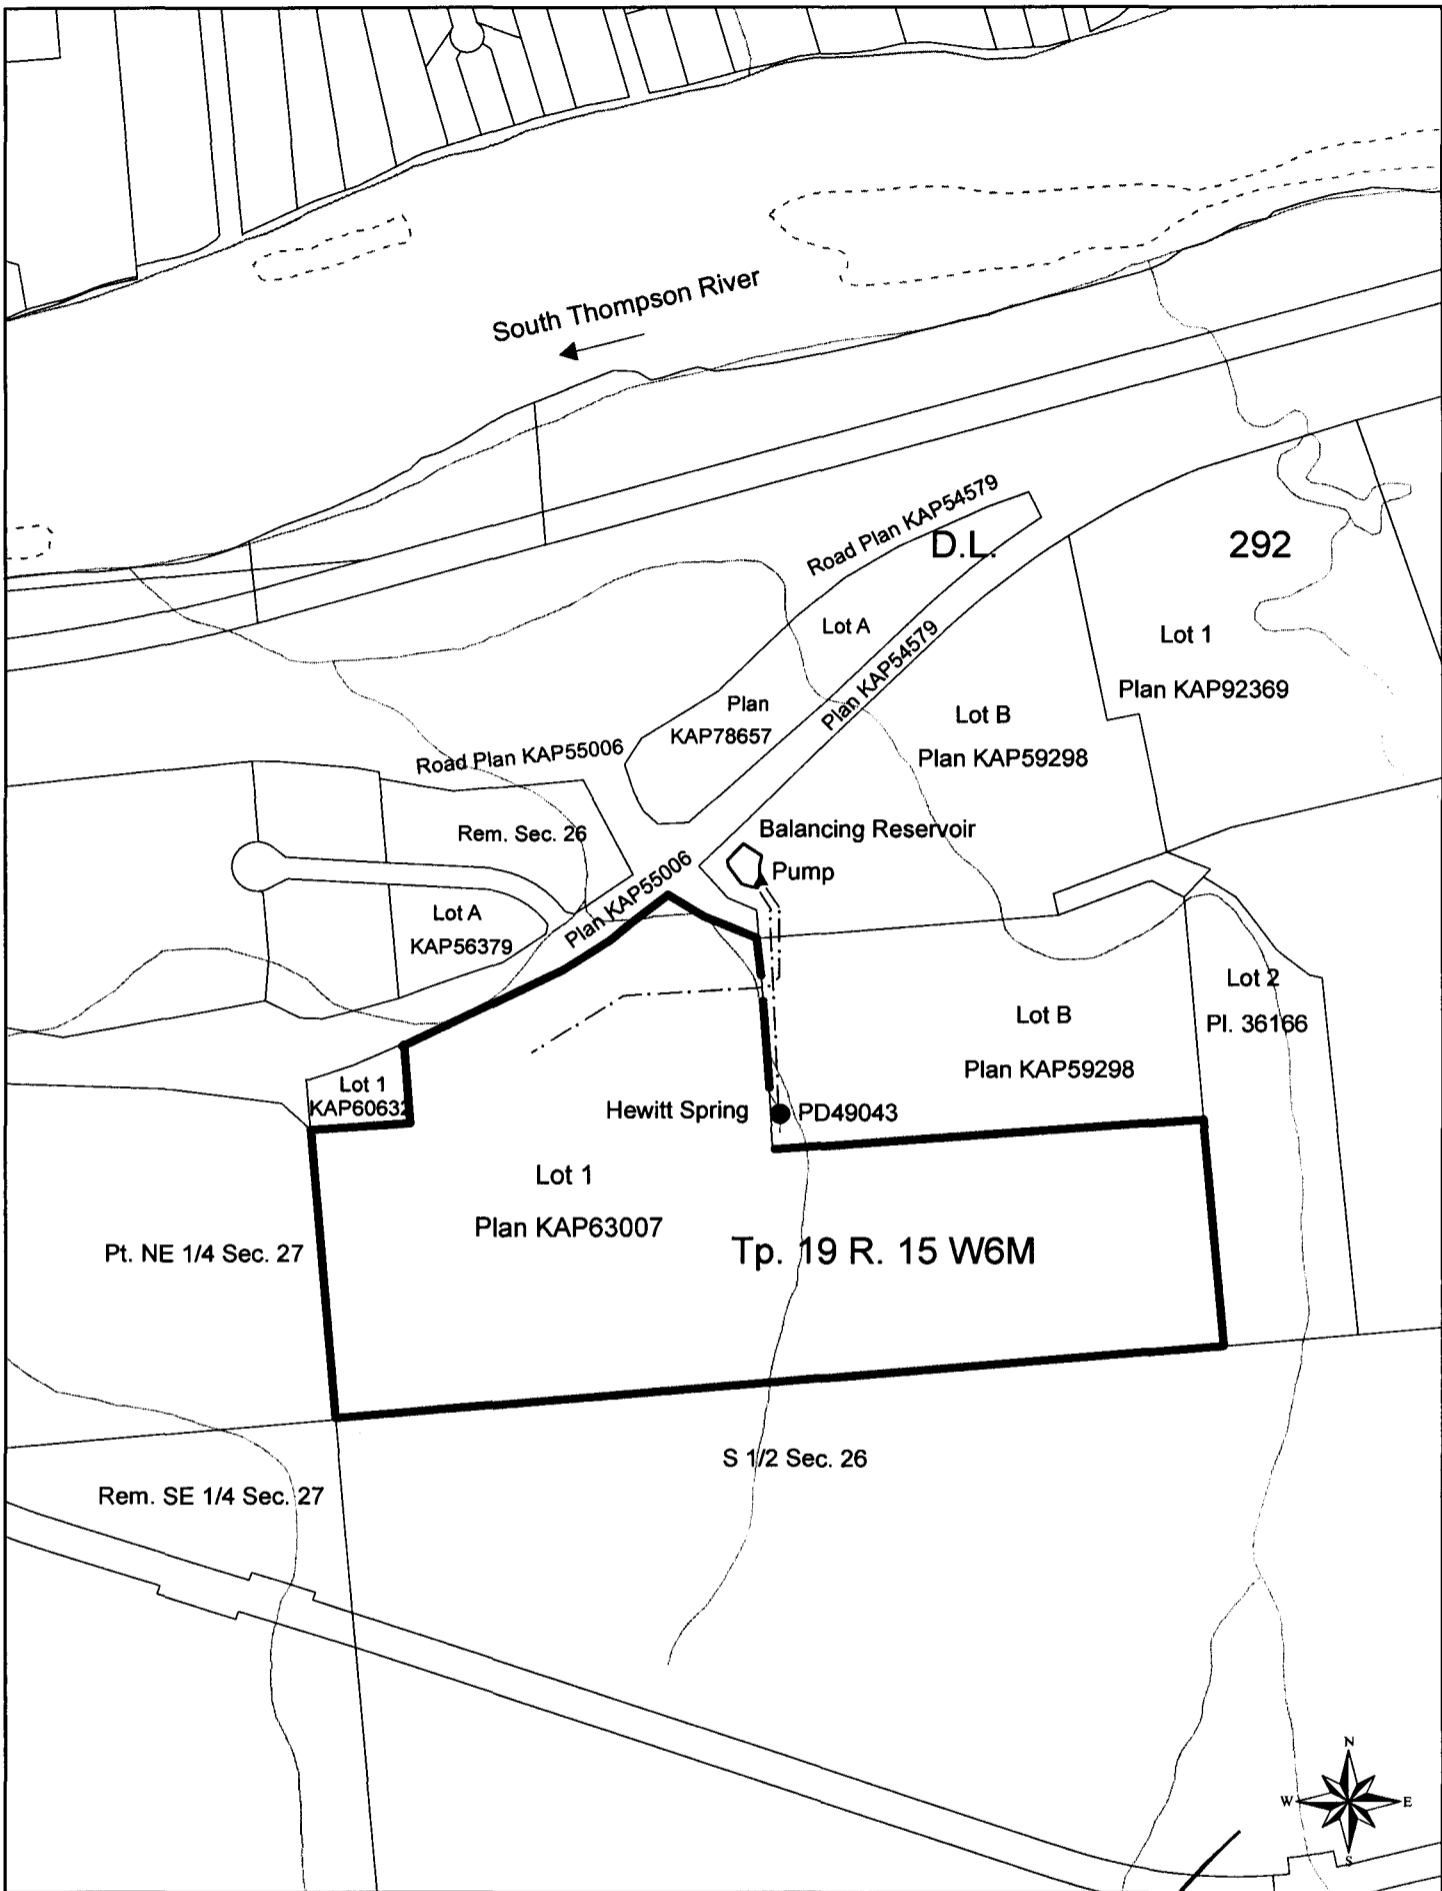 South Thompson River
Road Plan KAP54579
D.L.
292
Lot A
Lot 1
Plan KAP54579
Plan KAP92369
Plan
KAP78657
Lot B
Plan KAP59298
Road Plan KAP55006
Rem. Sec. 26
Balancing Reservoir
Pump
Plan KAP55006
Lot A
KAP56379
Lot 2
Pl. 36166
Lot B
Plan KAP59298
Lot 1
KAP60632
Hewitt Spring
PD49043
Lot 1
Plan KAP63007
Pt. NE 1/4 Sec. 27
Tp. 19 R. 15 W6M
S 1/2 Sec. 26
Rem. SE 1/4 Sec. 27
N
W
E
S